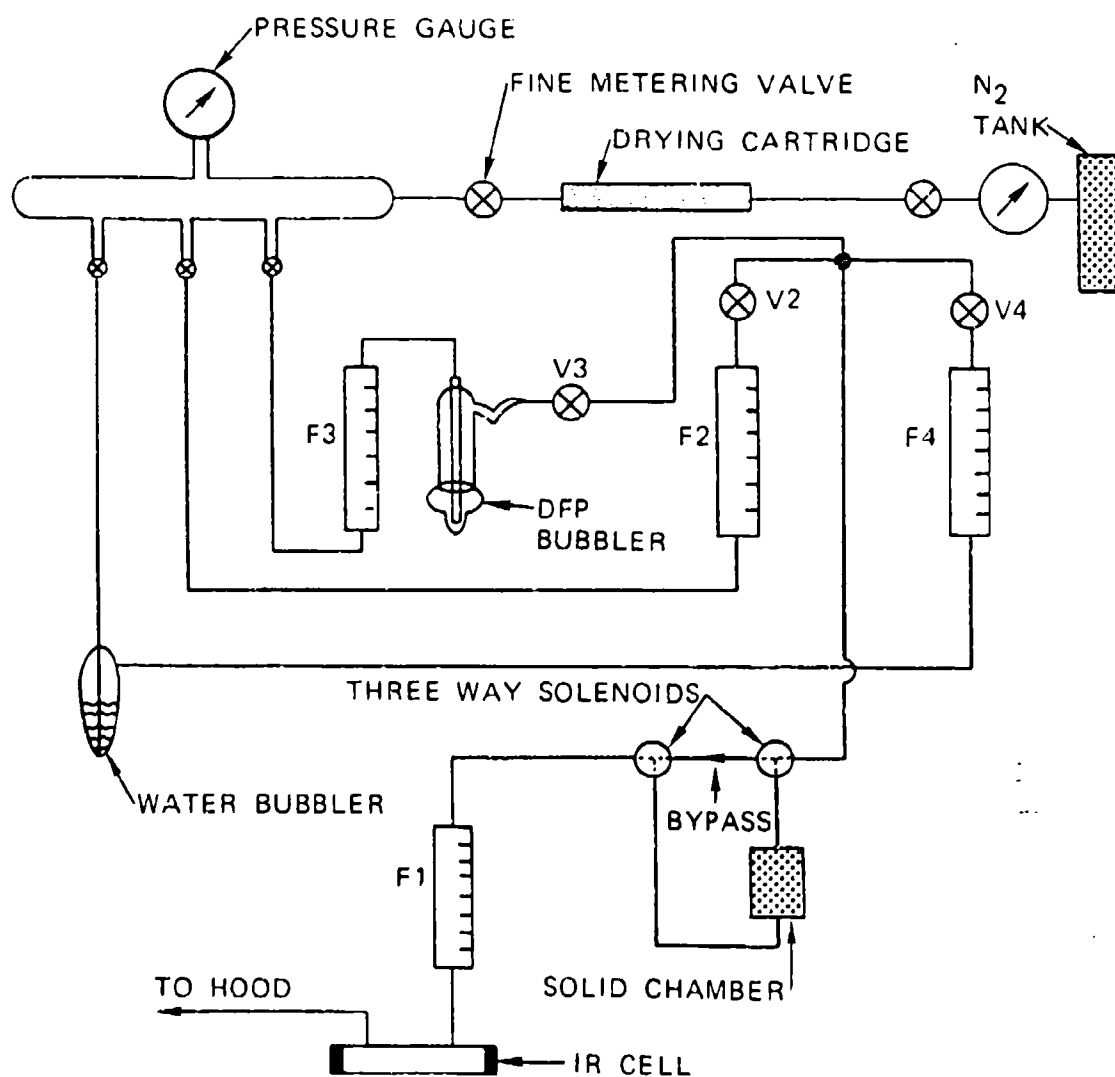 PRESSURE GAUGE
FINE METERING VALVE
N2
TANK
DRYING CARTRIDGE
V2
V4
V3
F3
F2
F4
DFP
BUBBLER
THREE WAY SOLENOIDS
WATER BUBBLER
BYPASS
F1
SOLID CHAMBER
TO HOOD
IR CELL